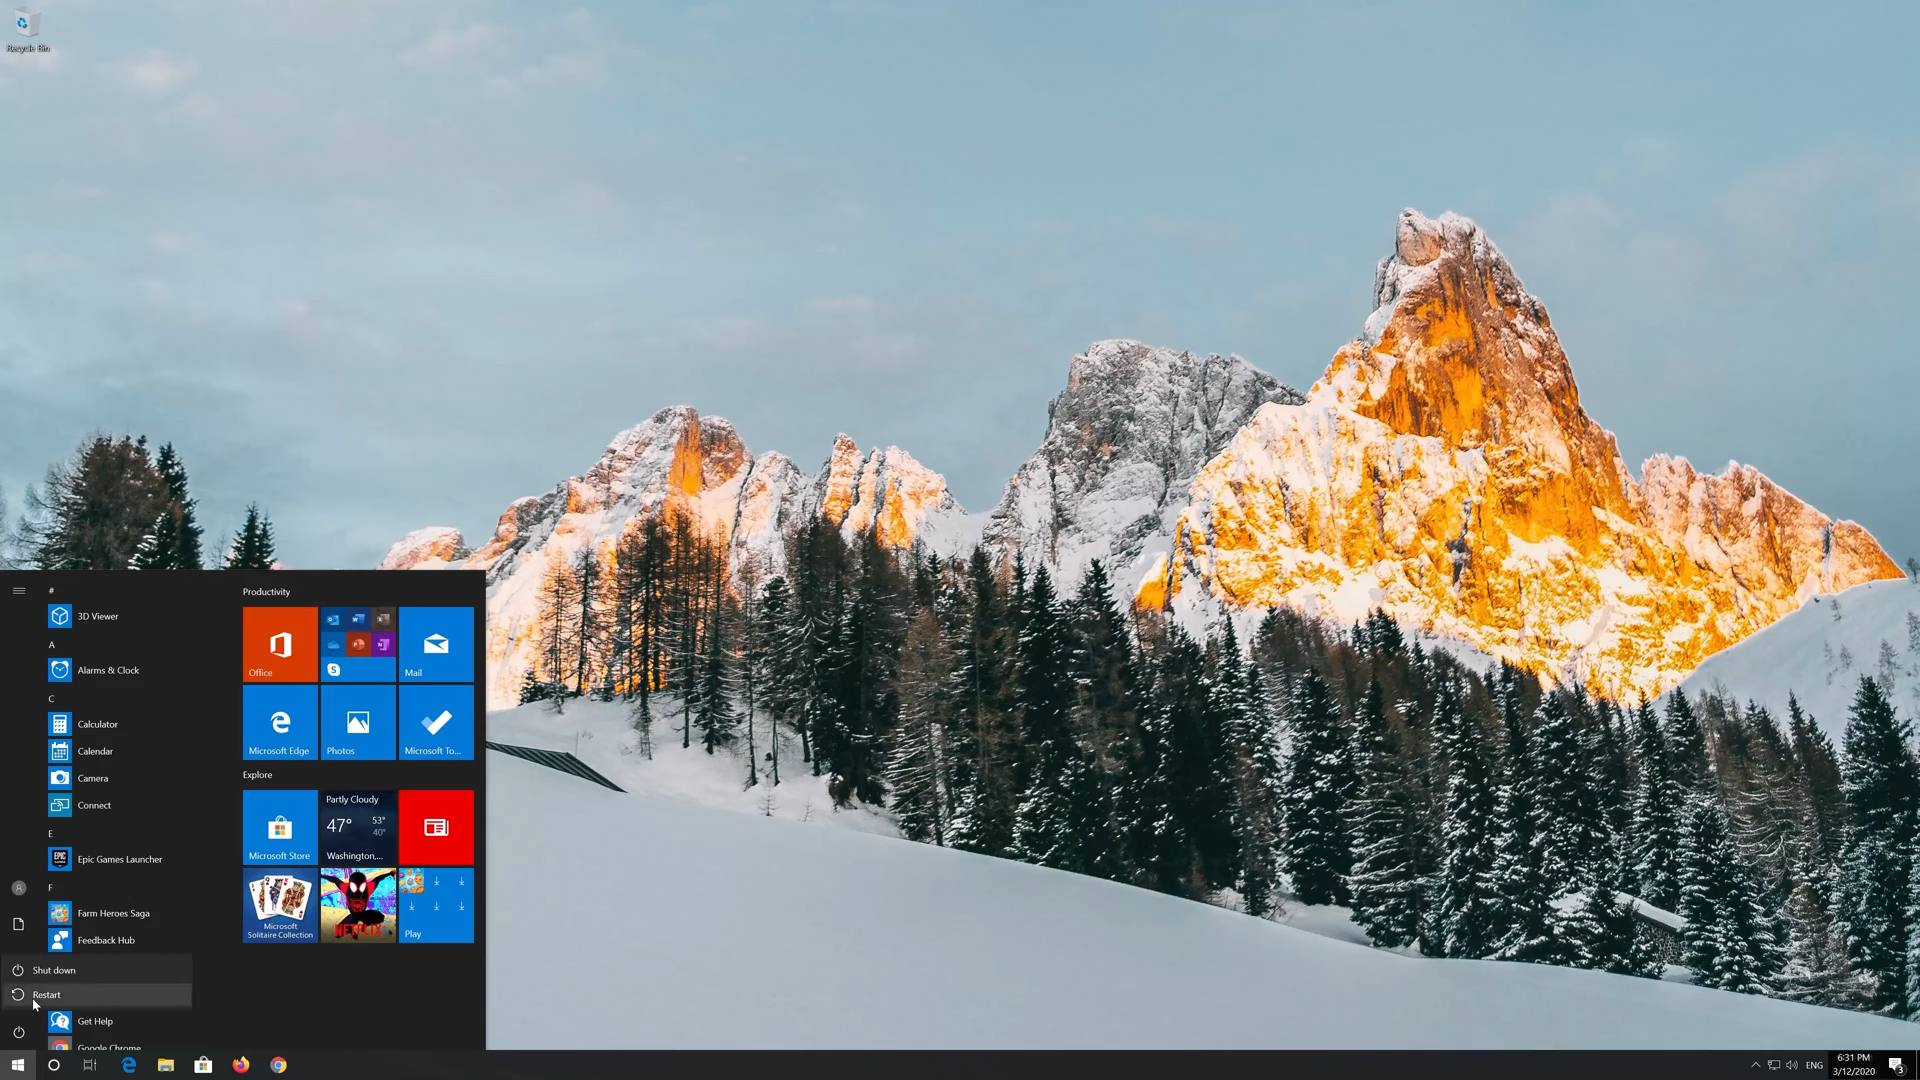 Recycle Bin
#
3D Viewer
A
Alarms & Clock
C
Calculator
Calendar
Camera
Connect
E
Epic Games Launcher
F
Farm Heroes Saga
Feedback Hub
Shut down
Restart
Get Help
Google Chrome
Productivity
Office
Mail
Microsoft Edge
Photos
Microsoft To...
Explore
Microsoft Store
Partly Cloudy
47°
53°
40°
Washington,...
Microsoft
Solitaire Collection
NETFLIX
Play
EPIC
ENG
6:31 PM
3/12/2020
3